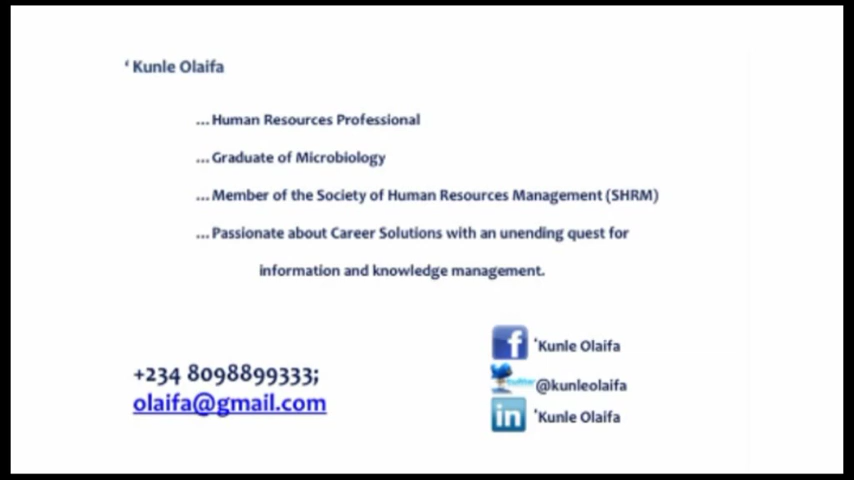 ‘ Kunle Olaifa
... Human Resources Professional
... Graduate of Microbiology
... Member of the Society of Human Resources Management (SHRM)
... Passionate about Career Solutions with an unending quest for
information and knowledge management.
+234 8098899333;
olaifa@gmail.com
f ‘Kunle Olaifa
twitter @kunleolaifa
in ‘Kunle Olaifa